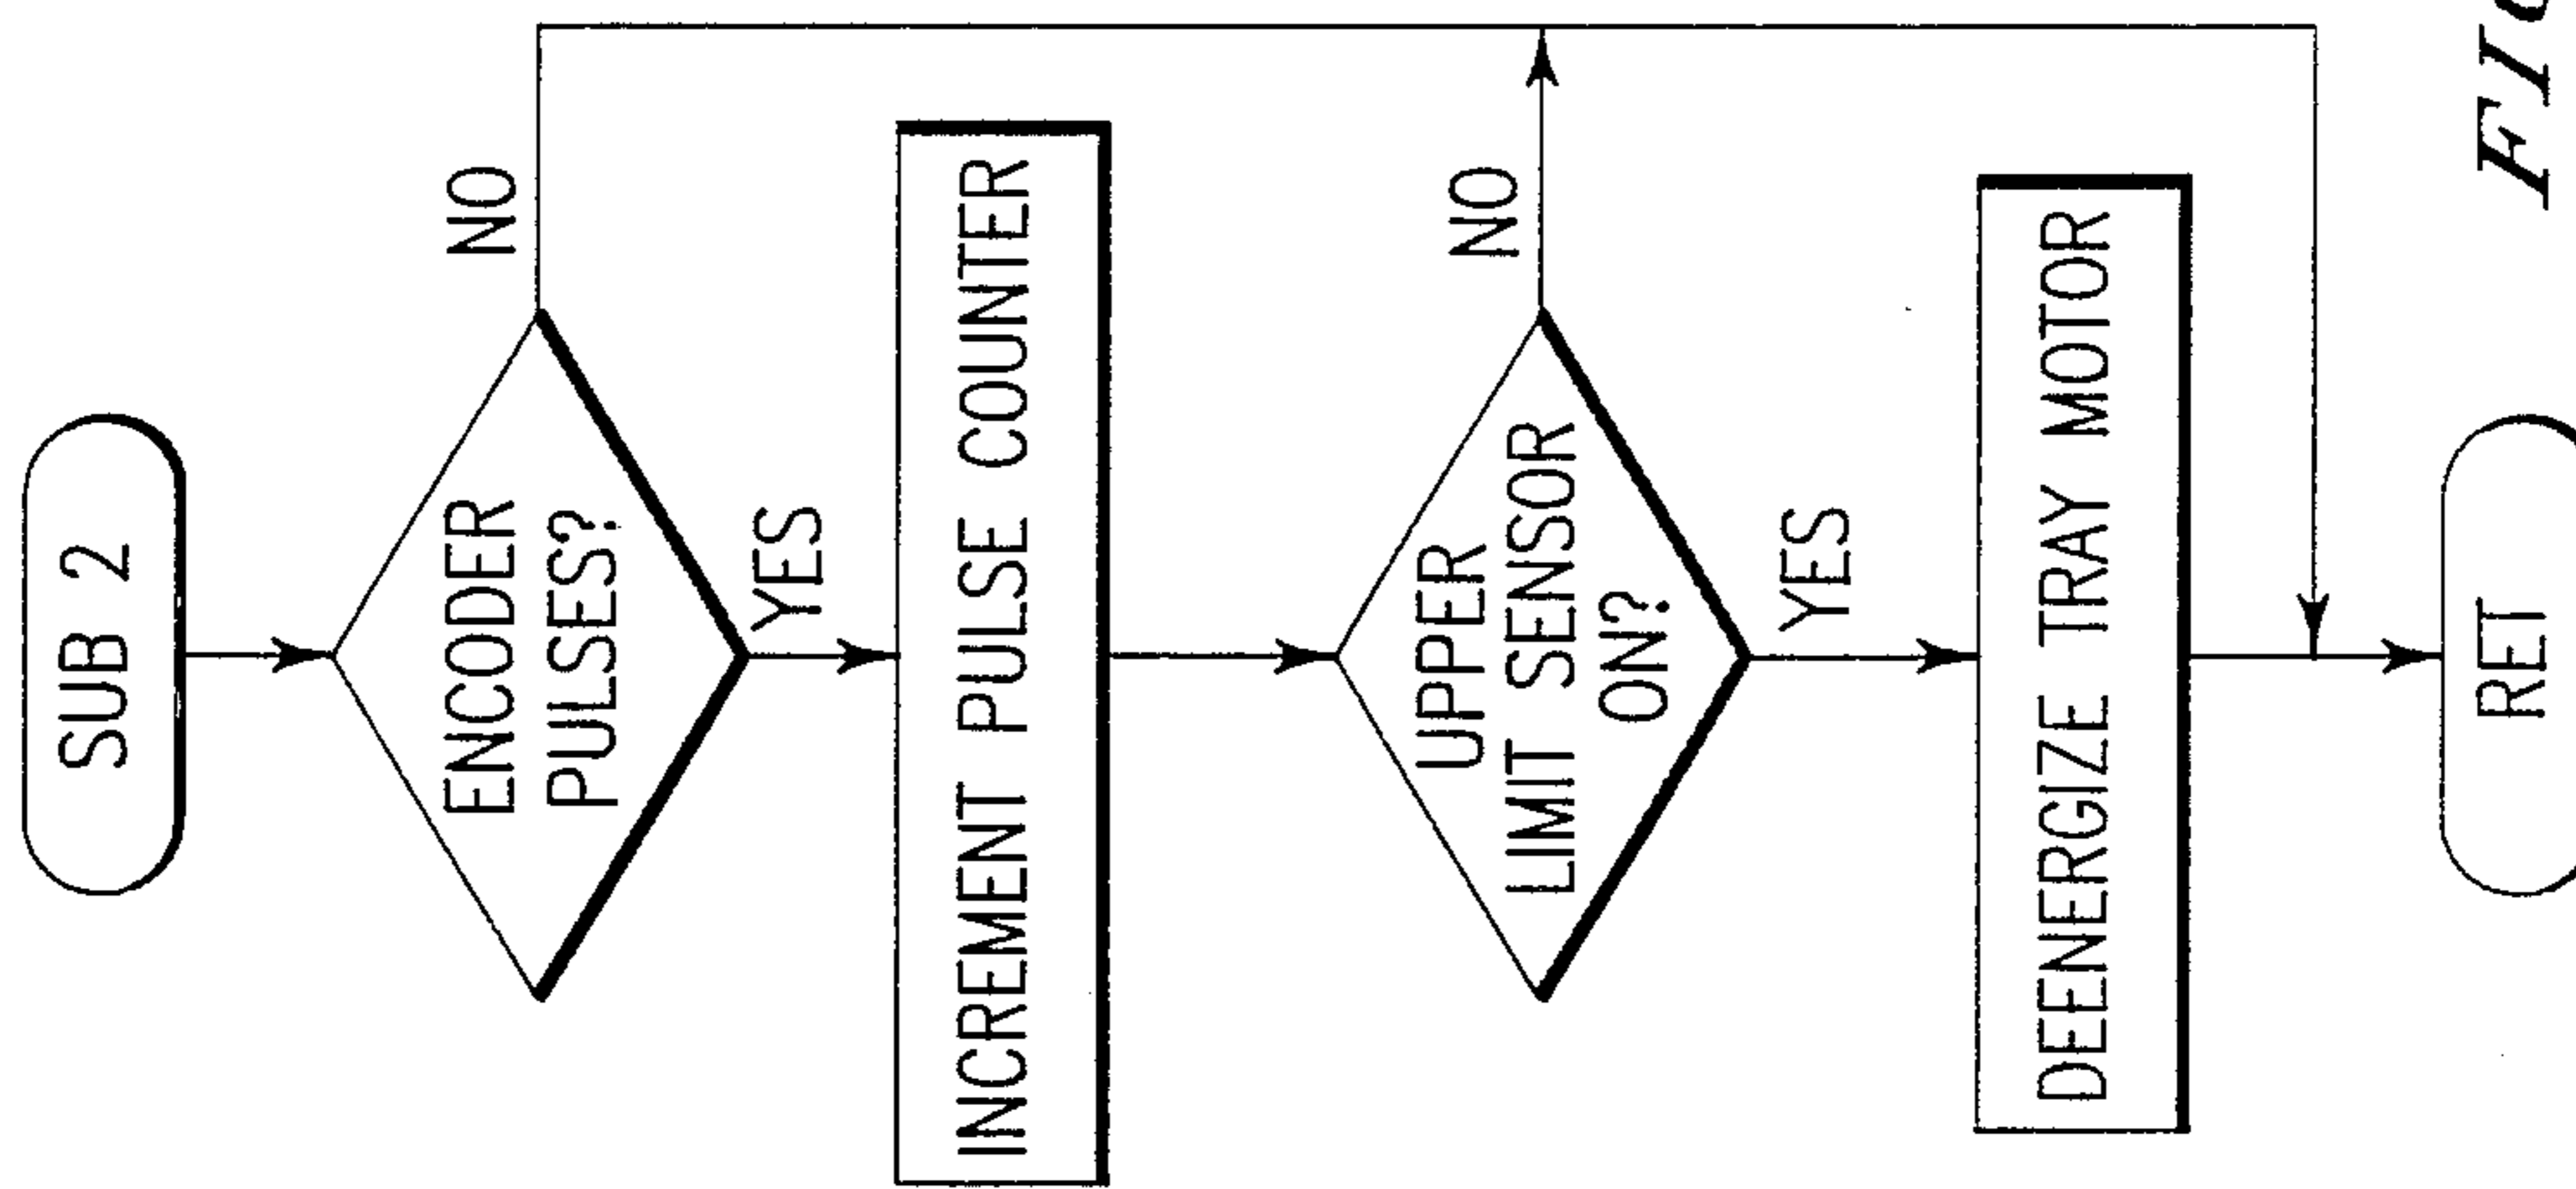 SUB 2
ENCODER
PULSES?
NO
YES
INCREMENT PULSE COUNTER
UPPER
LIMIT SENSOR
ON?
NO
YES
DEENERGIZE TRAY MOTOR
RET